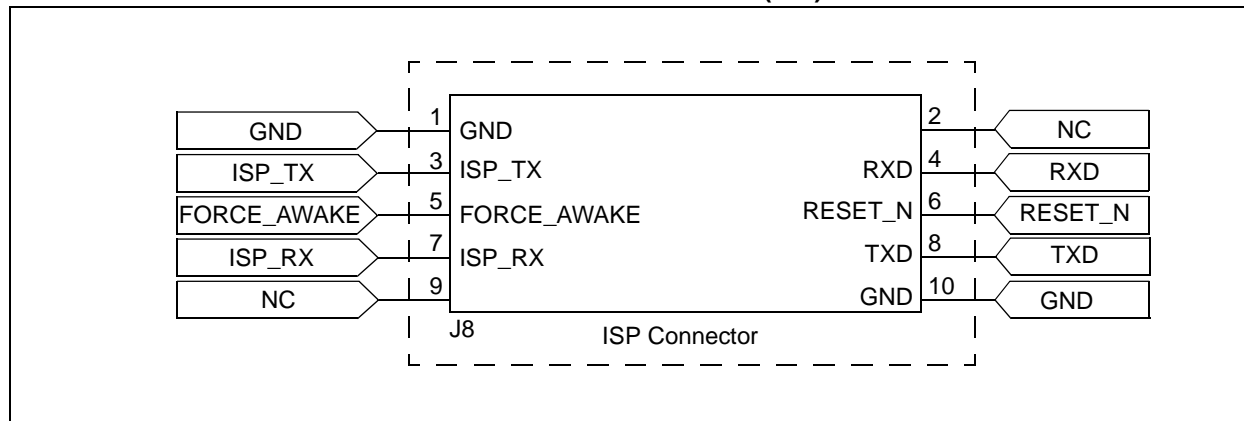 GND 1 GND 2 NC
ISP_TX 3 ISP_TX RXD 4 RXD
FORCE_AWAKE 5 FORCE_AWAKE RESET_N 6 RESET_N
ISP_RX 7 ISP_RX TXD 8 TXD
NC 9 GND 10 GND
J8 ISP Connector